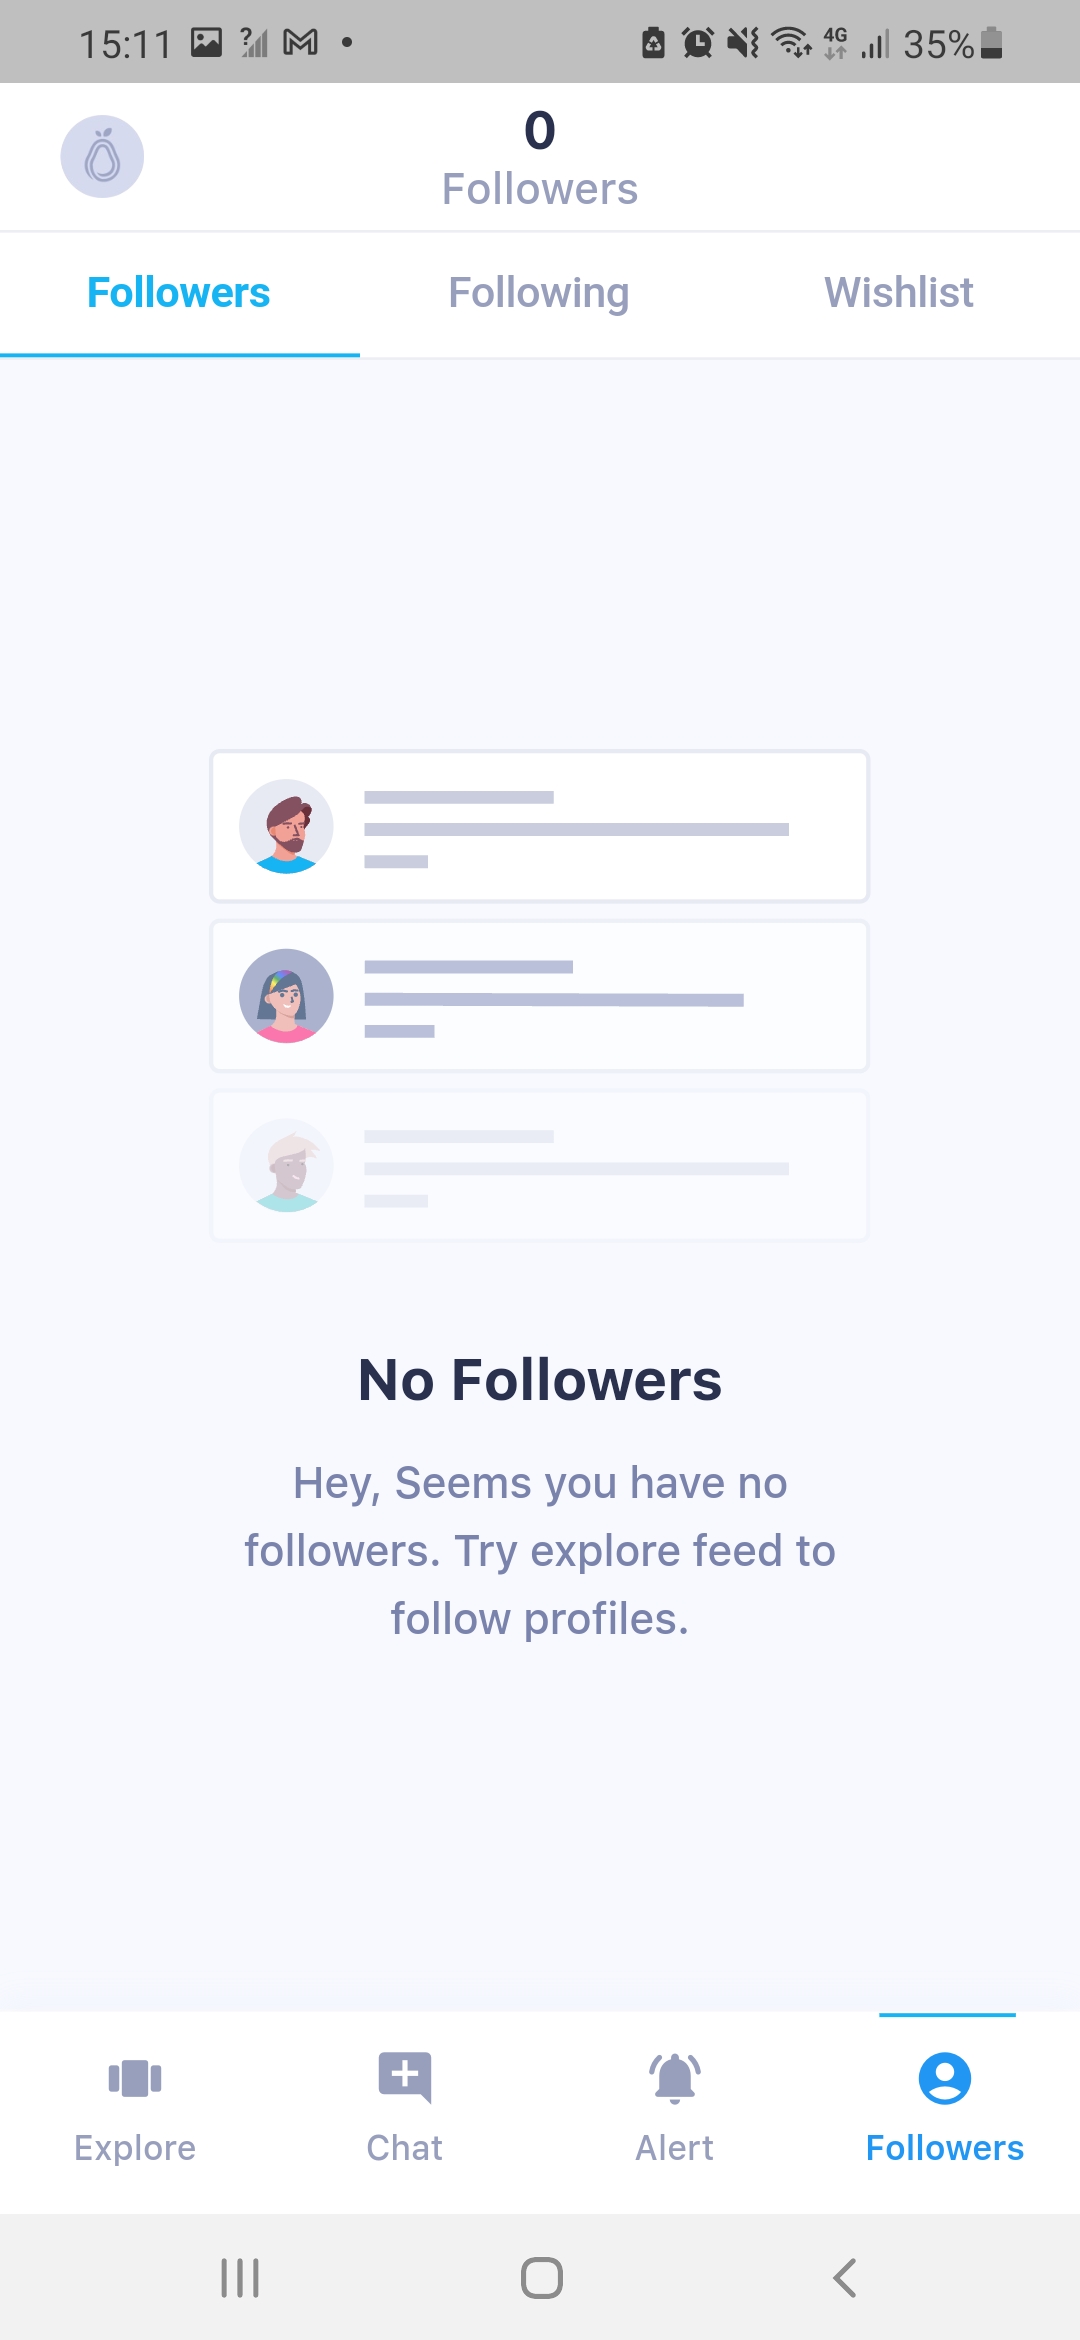 15:11 ? 4G 35%
0
Followers
Followers Following Wishlist
No Followers
Hey, Seems you have no
followers. Try explore feed to
follow profiles.
Explore Chat Alert Followers